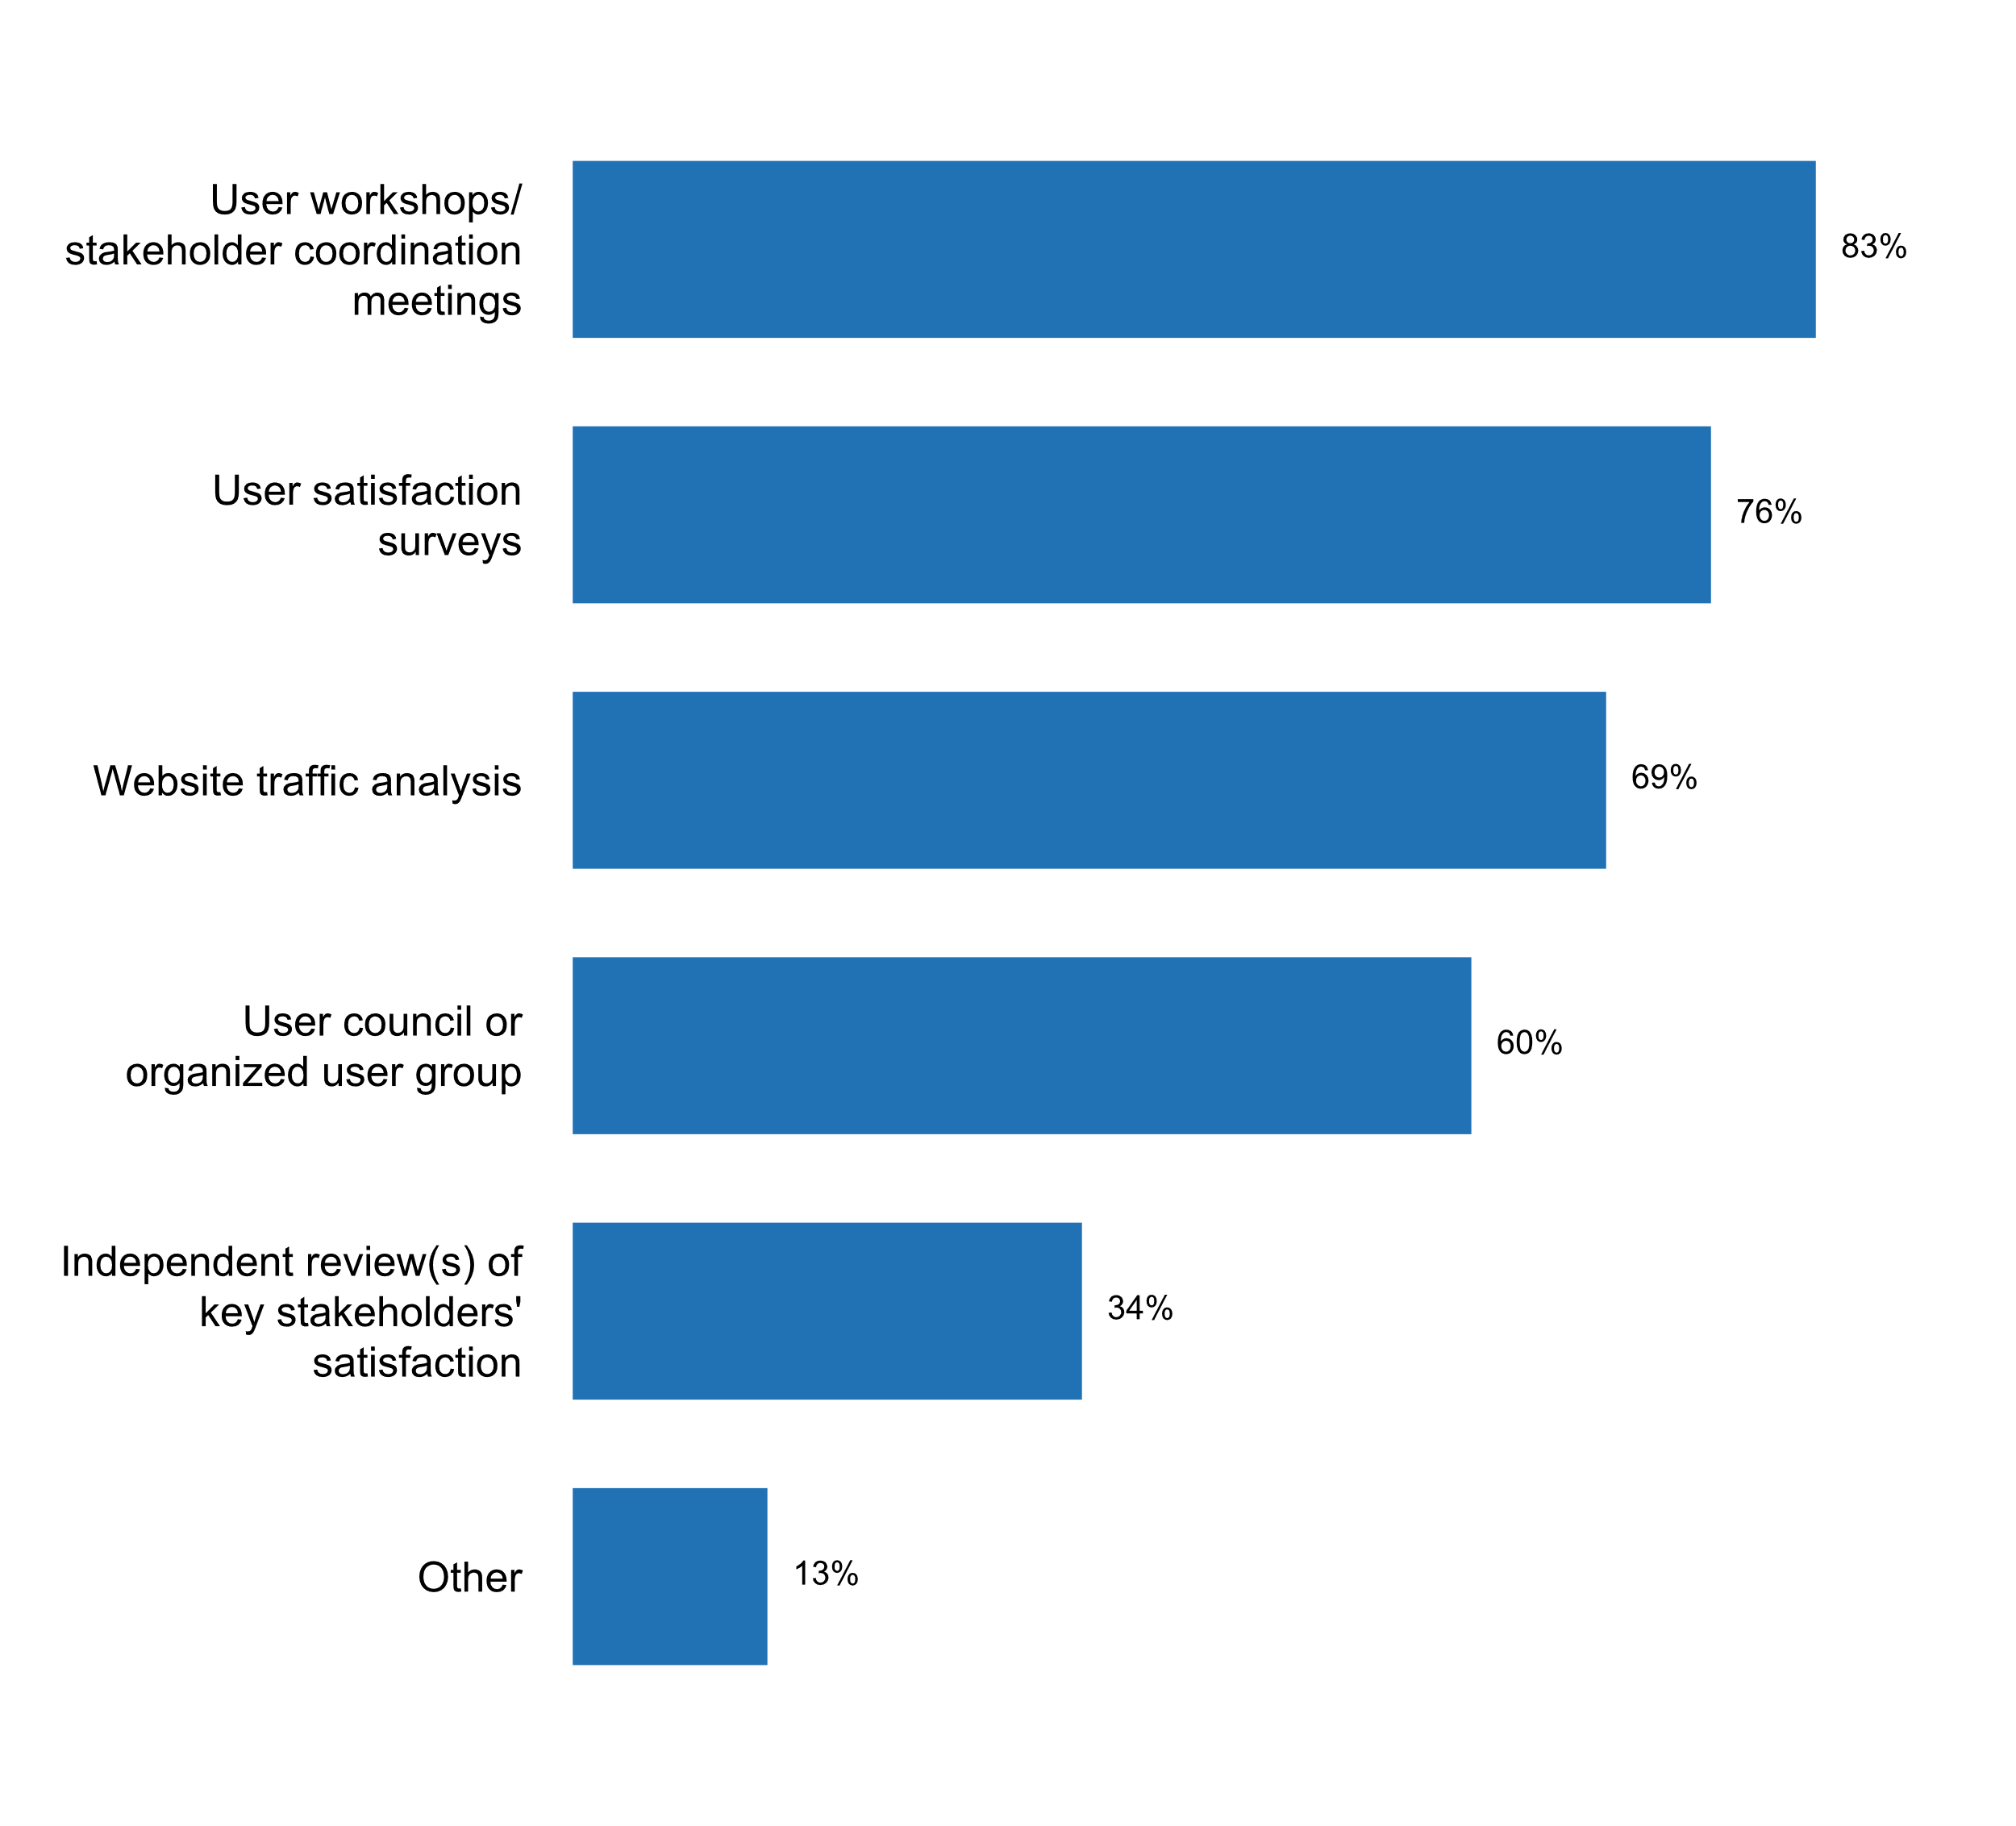 User workshops/
stakeholder coordination
meetings
83%
User satisfaction
surveys
76%
Website traffic analysis
69%
User council or
organized user group
60%
Independent review(s) of
key stakeholders'
satisfaction
34%
Other
13%